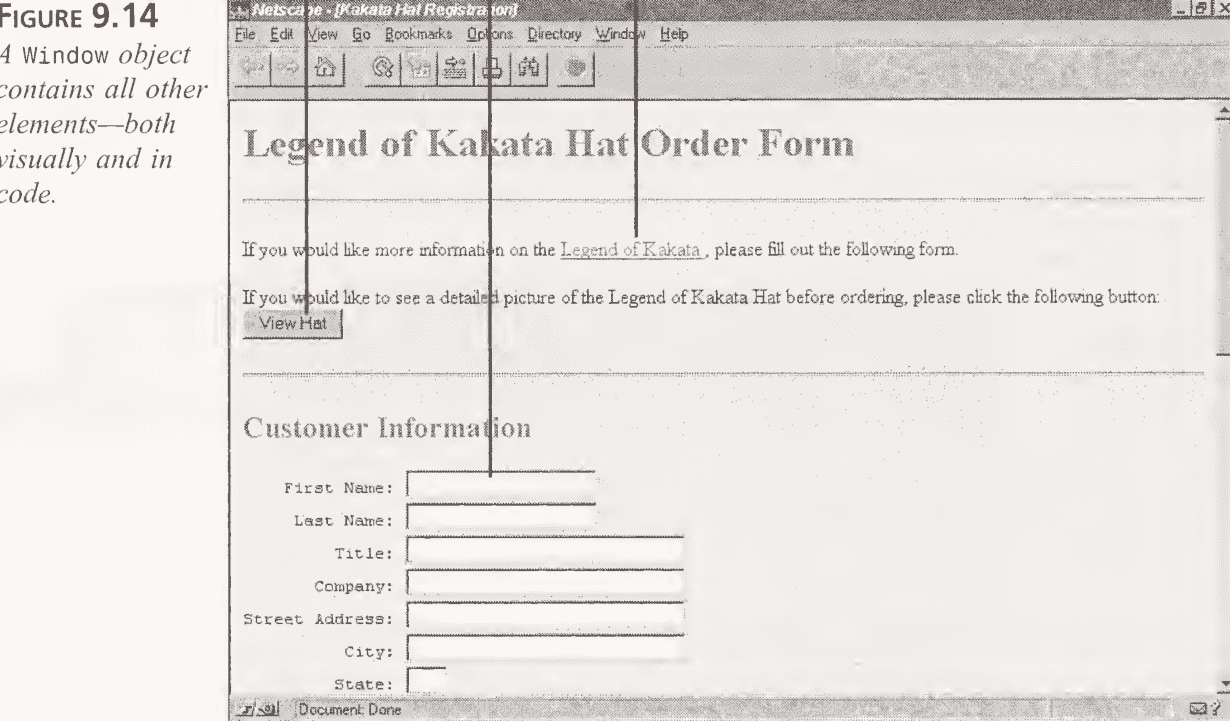 FIGURE 9.14
A Window object
contains all other
elements—both
visually and in
code.
Netscape - [Kakata Hat Registration]
File Edit View Go Bookmarks Options Directory Window Help
Legend of Kakata Hat Order Form
If you would like more information on the Legend of Kakata , please fill out the following form.
If you would like to see a detailed picture of the Legend of Kakata Hat before ordering, please click the following button:
View Hat
Customer Information
First Name:
Last Name:
Title:
Company:
Street Address:
City:
State:
Document: Done